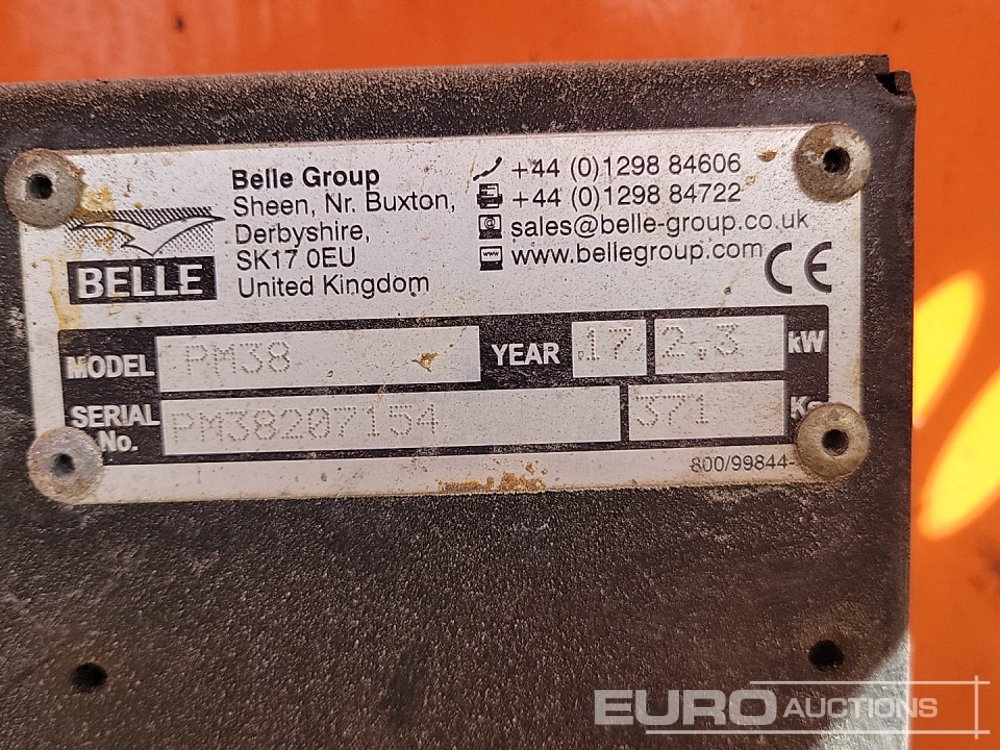 Belle Group
Sheen, Nr. Buxton,
Derbyshire,
SK17 0EU
United Kingdom
+44 (0)1298 84606
+44 (0)1298 84722
sales@belle-group.co.uk
www.bellegroup.com
CE
BELLE
MODEL PM38 YEAR 17 2.3 kW
SERIAL No. PM38207154 371
800/99844-
EURO AUCTIONS